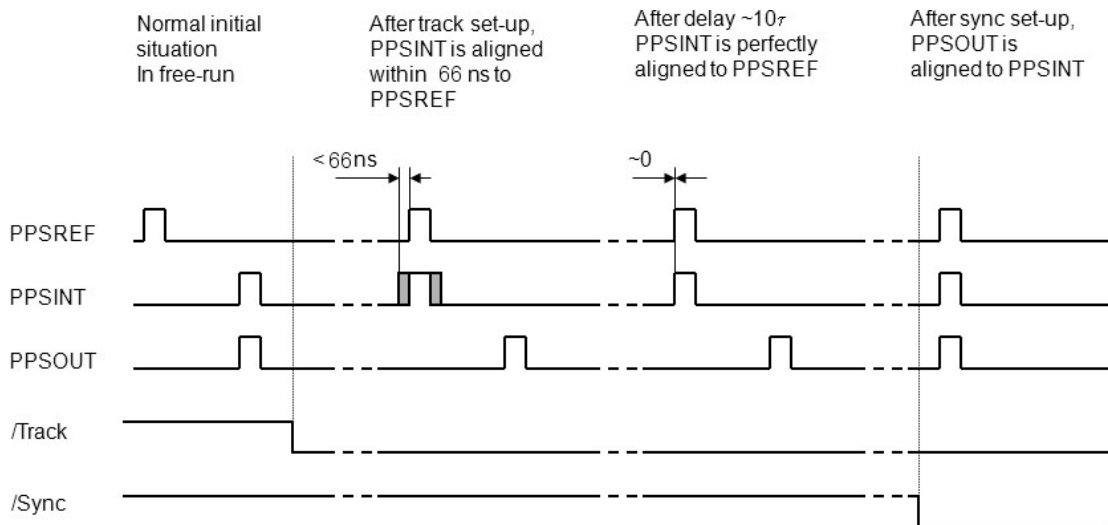 Normal initial
situation
In free-run
After track set-up,
PPSINT is aligned
within 66 ns to
PPSREF
After delay ~10τ
PPSINT is perfectly
aligned to PPSREF
After sync set-up,
PPSOUT is
aligned to PPSINT
<66ns
~0
PPSREF
PPSINT
PPSOUT
/Track
/Sync